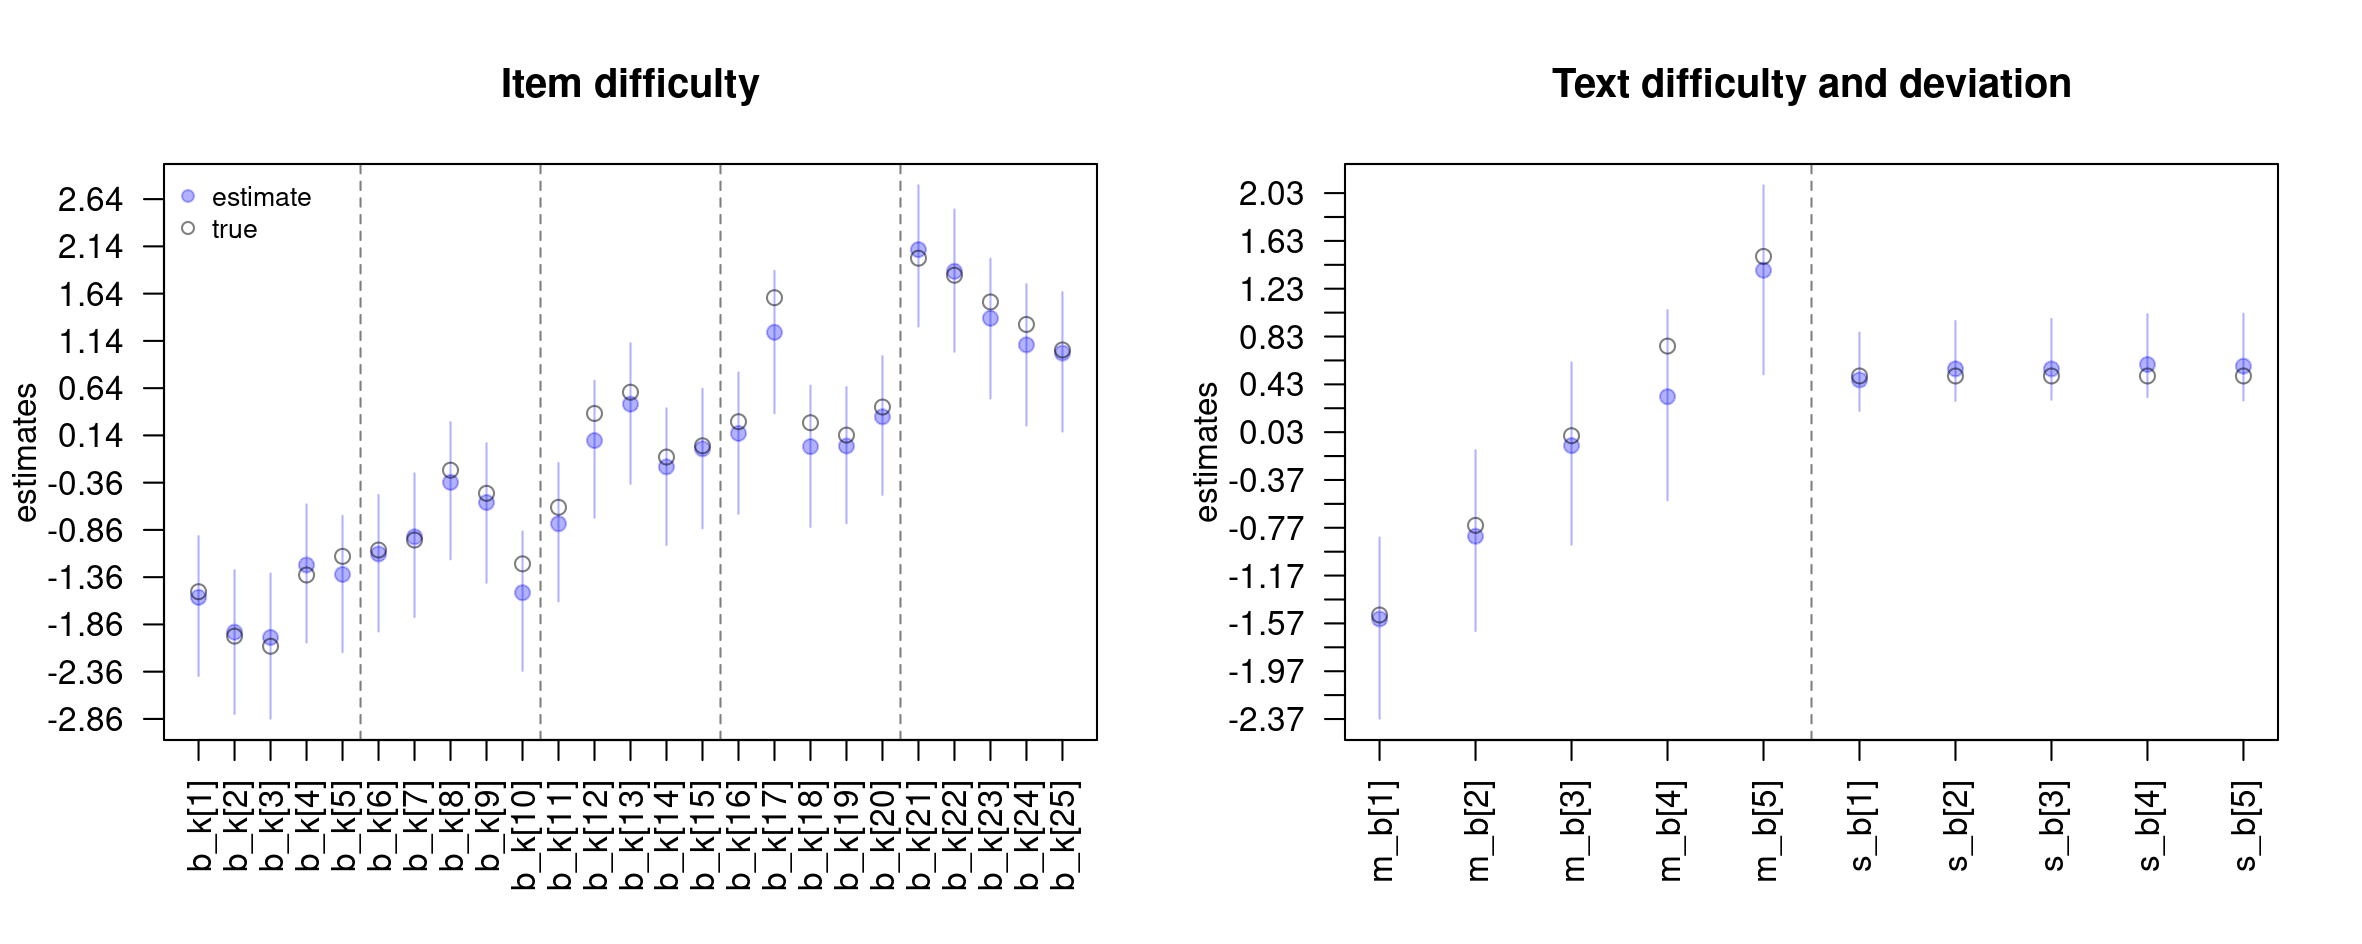 Item difficulty
estimate
true
estimates
2.64
2.14
1.64
1.14
0.64
0.14
-0.36
-0.86
-1.36
-1.86
-2.36
-2.86
b_k[1]
b_k[2]
b_k[3]
b_k[4]
b_k[5]
b_k[6]
b_k[7]
b_k[8]
b_k[9]
b_k[10]
b_k[11]
b_k[12]
b_k[13]
b_k[14]
b_k[15]
b_k[16]
b_k[17]
b_k[18]
b_k[19]
b_k[20]
b_k[21]
b_k[22]
b_k[23]
b_k[24]
b_k[25]
Text difficulty and deviation
estimates
2.03
1.63
1.23
0.83
0.43
0.03
-0.37
-0.77
-1.17
-1.57
-1.97
-2.37
m_b[1]
m_b[2]
m_b[3]
m_b[4]
m_b[5]
s_b[1]
s_b[2]
s_b[3]
s_b[4]
s_b[5]